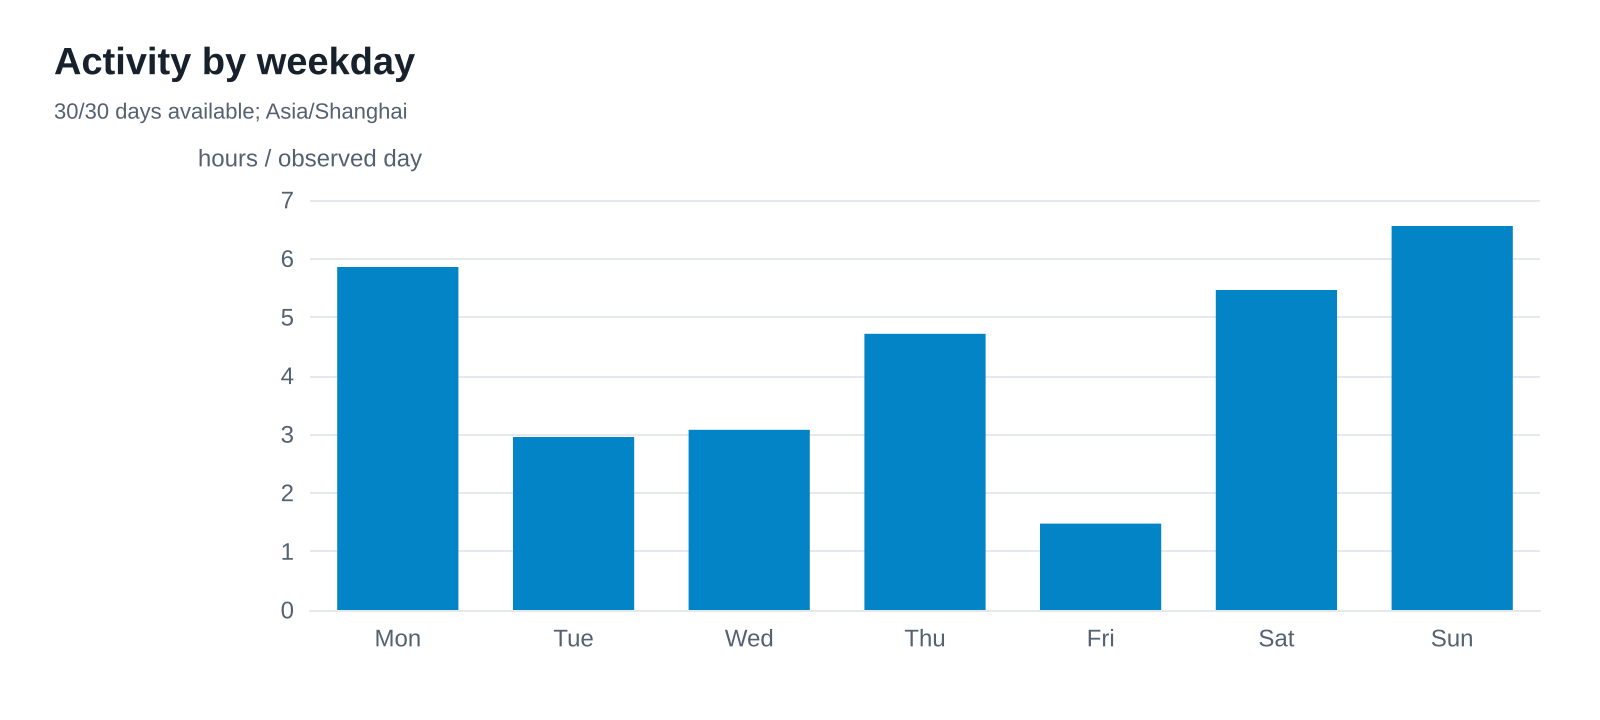 Activity by weekday
30/30 days available; Asia/Shanghai
hours / observed day
7
6
5
4
3
2
1
0
Mon Tue Wed Thu Fri Sat Sun